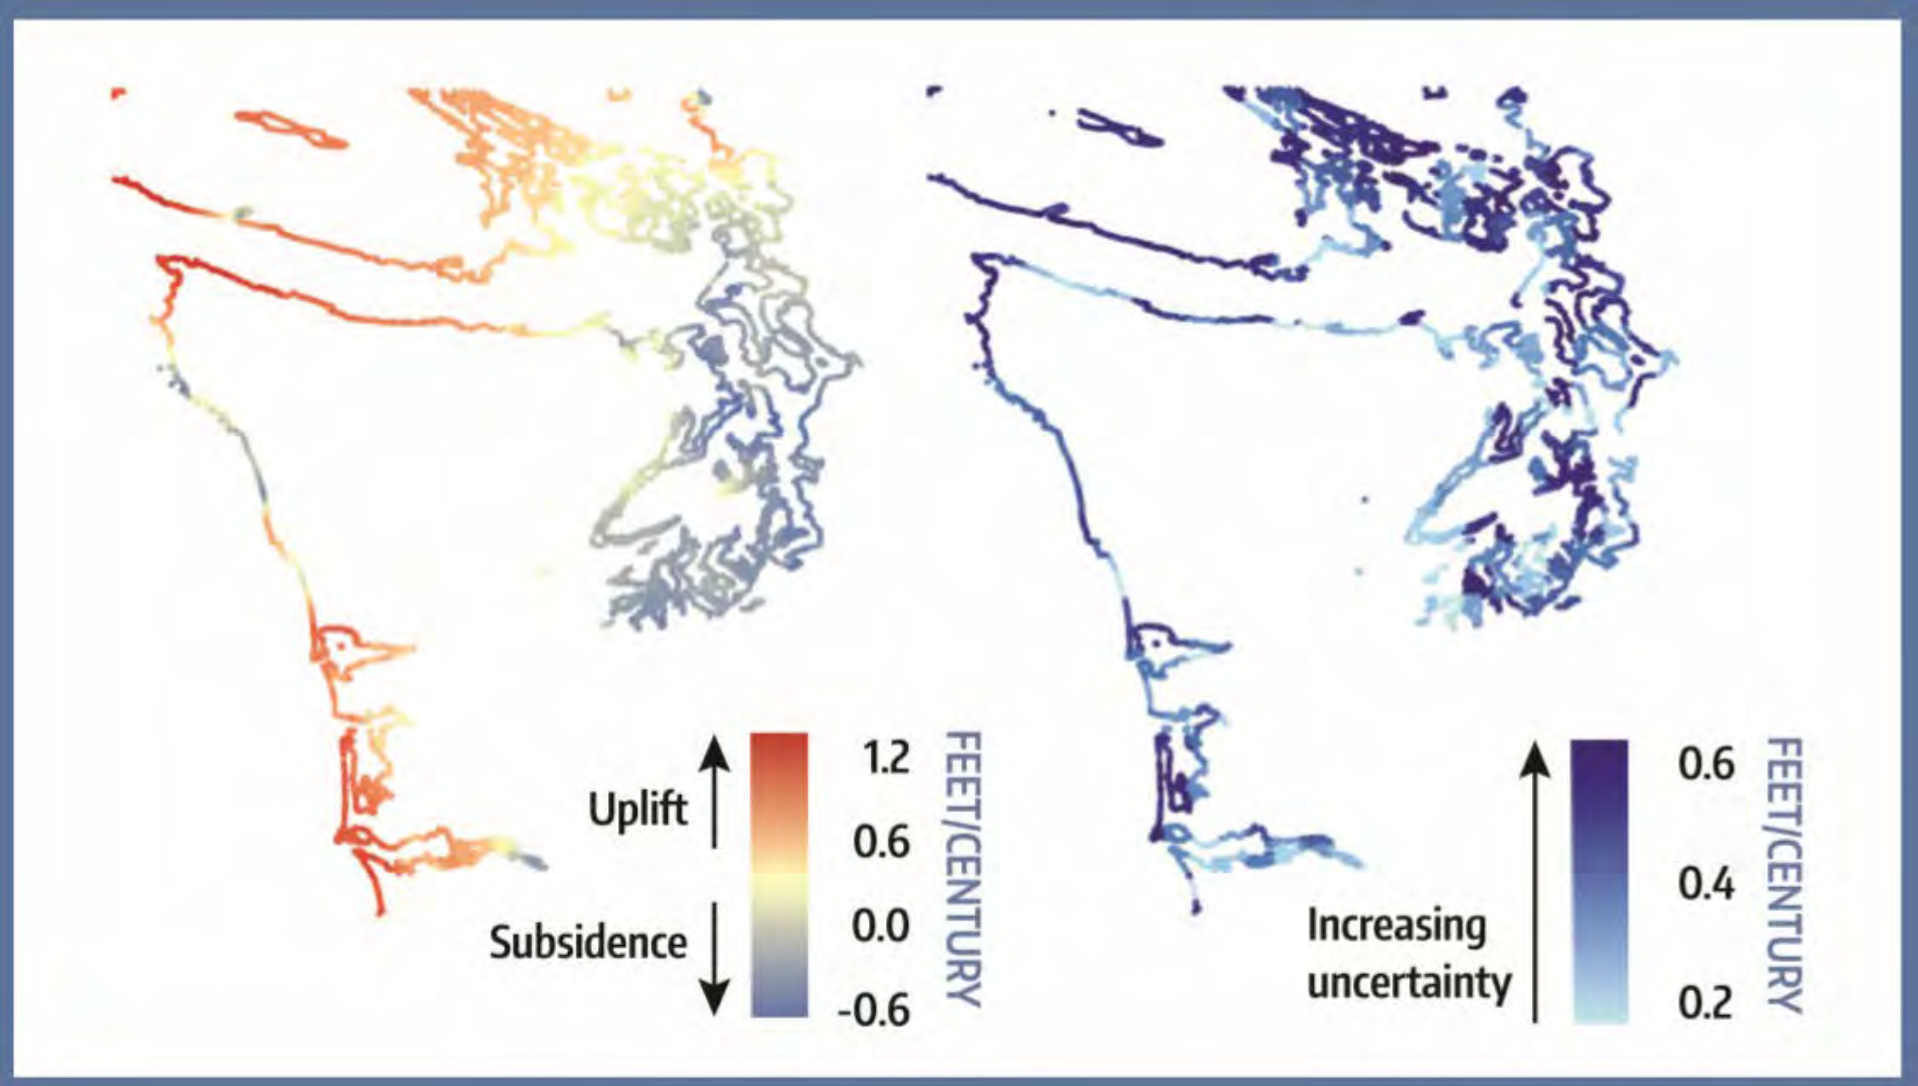 Uplift
Subsidence
1.2
0.6
0.0
-0.6
FEET/CENTURY
Increasing
uncertainty
0.6
0.4
0.2
FEET/CENTURY